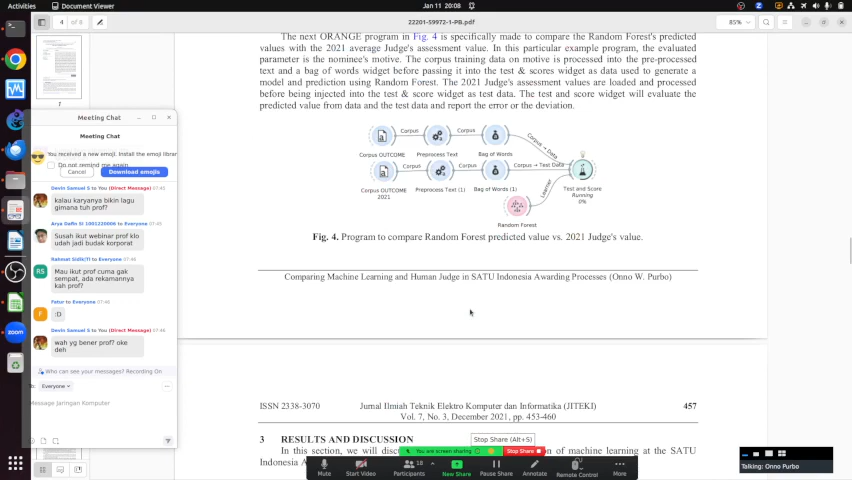 Activities
Document Viewer
Jan 11 20:08
4 of 8
22201-59972-1-PB.pdf
85%
1
The next ORANGE program in Fig. 4 is specifically made to compare the Random Forest's predicted
values with the 2021 average Judge's assessment value. In this particular example program, the evaluated
parameter is the nominee's motive. The corpus training data on motive is processed into the pre-processed
text and a bag of words widget before passing it into the test & scores widget as data used to generate a
model and prediction using Random Forest. The 2021 Judge's assessment values are loaded and processed
before being injected into the test & score widget as test data. The test and score widget will evaluate the
predicted value from data and the test data and report the error or the deviation.
Corpus
Corpus
Corpus → Data
Corpus OUTCOME
Preprocess Text
Bag of Words
Corpus
Corpus
Corpus → Test Data
Corpus OUTCOME
2021
Preprocess Text (1)
Bag of Words (1)
Learner
Test and Score
Running
0%
Random Forest
Fig. 4. Program to compare Random Forest predicted value vs. 2021 Judge's value.
Comparing Machine Learning and Human Judge in SATU Indonesia Awarding Processes (Onno W. Purbo)
ISSN 2338-3070
Jurnal Ilmiah Teknik Elektro Komputer dan Informatika (JITEKI)
457
Vol. 7, No. 3, December 2021, pp. 453-460
3 RESULTS AND DISCUSSION
In this section, we will disc
n of machine learning at the SATU
Indonesia A
Meeting Chat
Meeting Chat
You received a new emoji. Install the emoji librar
Do not remind me again
Cancel
Download emojis
Devin Samuel S to You (Direct Message) 07:45
kalau karyanya bikin lagu
gimana tuh prof?
Susah ikut webinar prof klo
udah jadi budak korporat
RS
Mau ikut prof cuma gak
sempat, ada rekamannya
kah prof?
Fatur to Everyone 07:46
F
:D
Devin Samuel S to You (Direct Message) 07:46
wah yg bener prof? oke
deh
Who can see your messages? Recording On
To:
Everyone
Message Jaringan Komputer
zoom
Stop Share (Alt+S)
You are screen sharing
Stop Share
Mute
Start Video
Participants
18
New Share
Pause Share
Annotate
Remote Control
More
Talking: Onno Purbo